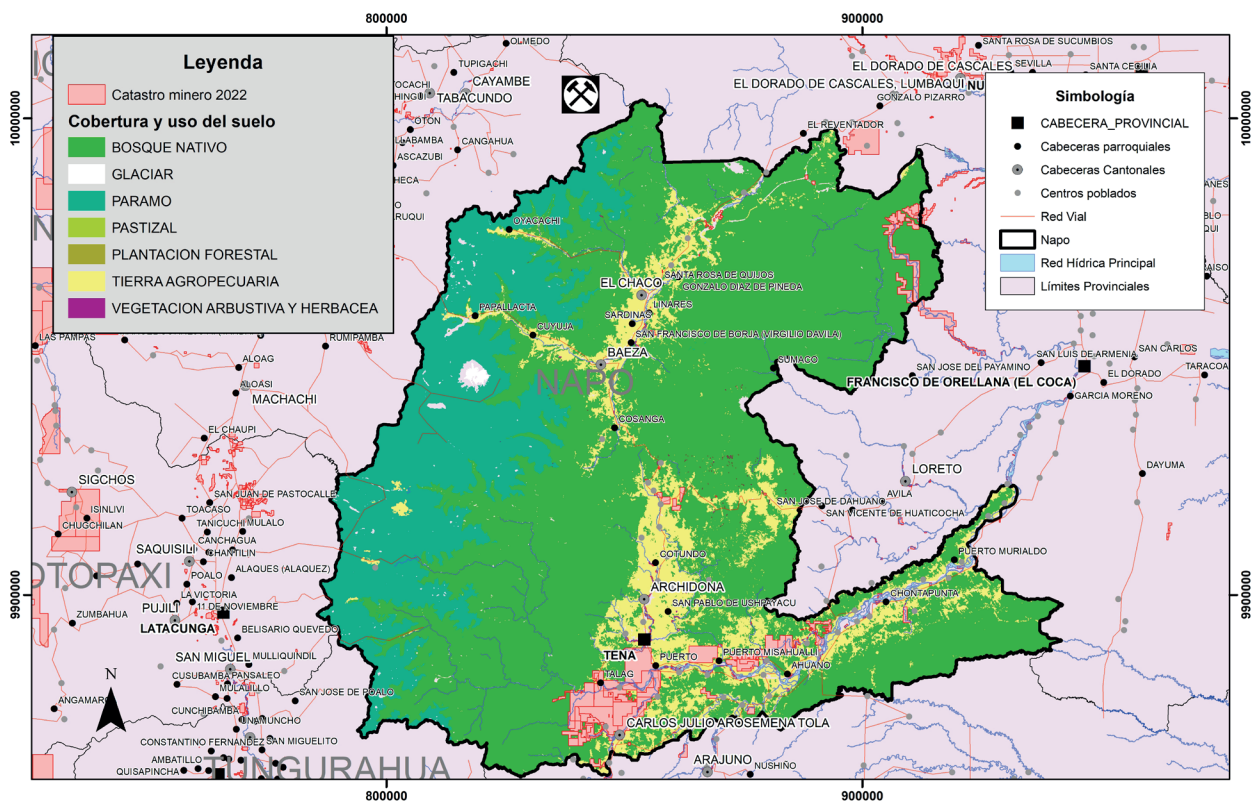 800000
900000
1000000
9900000
1000000
9900000
800000
900000
Leyenda
Catastro minero 2022
Cobertura y uso del suelo
BOSQUE NATIVO
GLACIAR
PARAMO
PASTIZAL
PLANTACION FORESTAL
TIERRA AGROPECUARIA
VEGETACION ARBUSTIVA Y HERBACEA
Simbología
CABECERA_PROVINCIAL
Cabeceras parroquiales
Cabeceras Cantonales
Centros poblados
Red Vial
Napo
Red Hídrica Principal
Límites Provinciales
OLMEDO
TUPIGACHI
CAYAMBE
TABACUNDO
OTON
CANGAHUA
ASCAZUBI
SANTA ROSA DE SUCUMBIOS
EL DORADO DE CASCALES
SEVILLA
SANTA CECILIA
EL DORADO DE CASCALES, LUMBAQUI
NU
GONZALO PIZARRO
EL REVENTADOR
OYACACHI
SANTA ROSA DE QUIJOS
EL CHACO
GONZALO DIAZ DE PINEDA
LINARES
PAPALLACTA
SARDINAS
CUYUJA
SAN FRANCISCO DE BORJA (VIRGILIO DAVILA)
BAEZA
NAPO
SUMACO
COSANGA
LAS PAMPAS
RUMIPAMBA
ALOAG
ALOASI
MACHACHI
EL CHAUPI
SAN LUIS DE ARMENIA
SAN CARLOS
SAN JOSE DEL PAYAMINO
EL DORADO
TARACOA
FRANCISCO DE ORELLANA (EL COCA)
GARCIA MORENO
DAYUMA
LORETO
AVILA
SAN JOSE DE DAHUANO
SAN VICENTE DE HUATICOCHA
SIGCHOS
ISINLIVI
CHUGCHILAN
SAN JUAN DE PASTOCALLE
TOACASO
TANICUCHI
MULALO
CANCHAGUA
SAQUISILI
CHANTILIN
OTOPAXI
POALO
ALAQUES (ALAQUEZ)
LA VICTORIA
PUJILI
11 DE NOVIEMBRE
ZUMBAHUA
LATACUNGA
BELISARIO QUEVEDO
SAN MIGUEL
MULLIQUINDIL
CUSUBAMBA
PANSALEO
MULALILLO
SAN JOSE DE POALO
CUNCHIBAMBA
UNAMUNCHO
CONSTANTINO FERNANDEZ
SAN MIGUELITO
AMBATILLO
QUISAPINCHA
TUNGURAHUA
N
COTUNDO
ARCHIDONA
SAN PABLO DE USHPAYACU
TENA
PUERTO
PUERTO MISAHUALLI
TALAG
AHUANO
CHONTAPUNTA
PUERTO MURIALDO
CARLOS JULIO AROSEMENA TOLA
ARAJUNO
NUSHIÑO